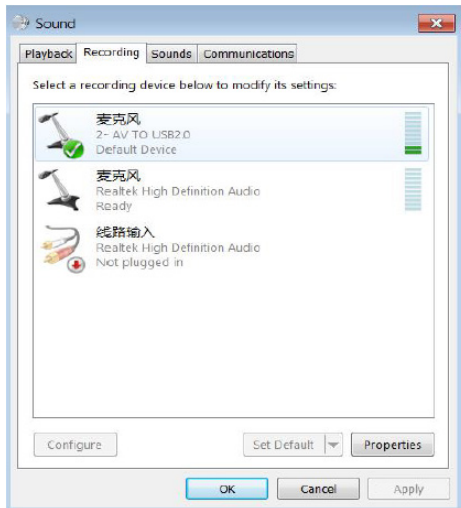 Sound
Playback Recording Sounds Communications
Select a recording device below to modify its settings:
麦克风
2- AV TO USB2.0
Default Device
麦克风
Realtek High Definition Audio
Ready
线路输入
Realtek High Definition Audio
Not plugged in
Configure Set Default Properties
OK Cancel Apply